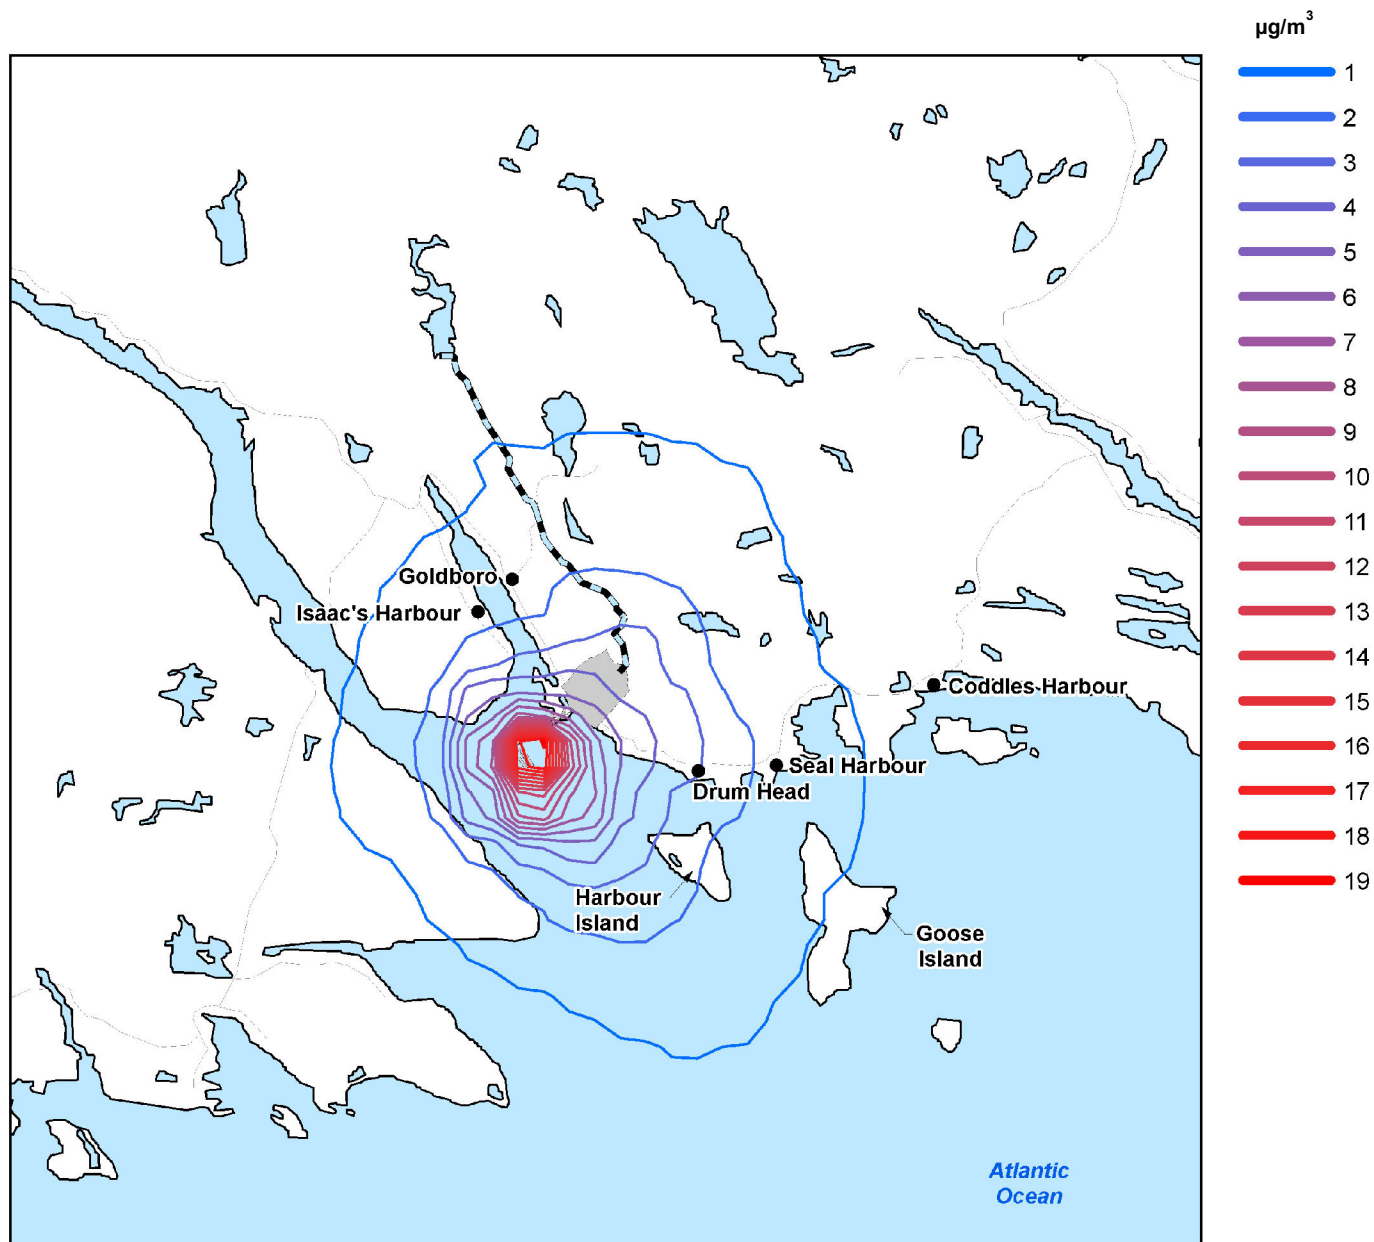 µg/m³
1
2
3
4
5
6
7
8
9
10
11
12
13
14
15
16
17
18
19
Goldboro
Isaac's Harbour
Coddles Harbour
Seal Harbour
Drum Head
Harbour
Island
Goose
Island
Atlantic
Ocean